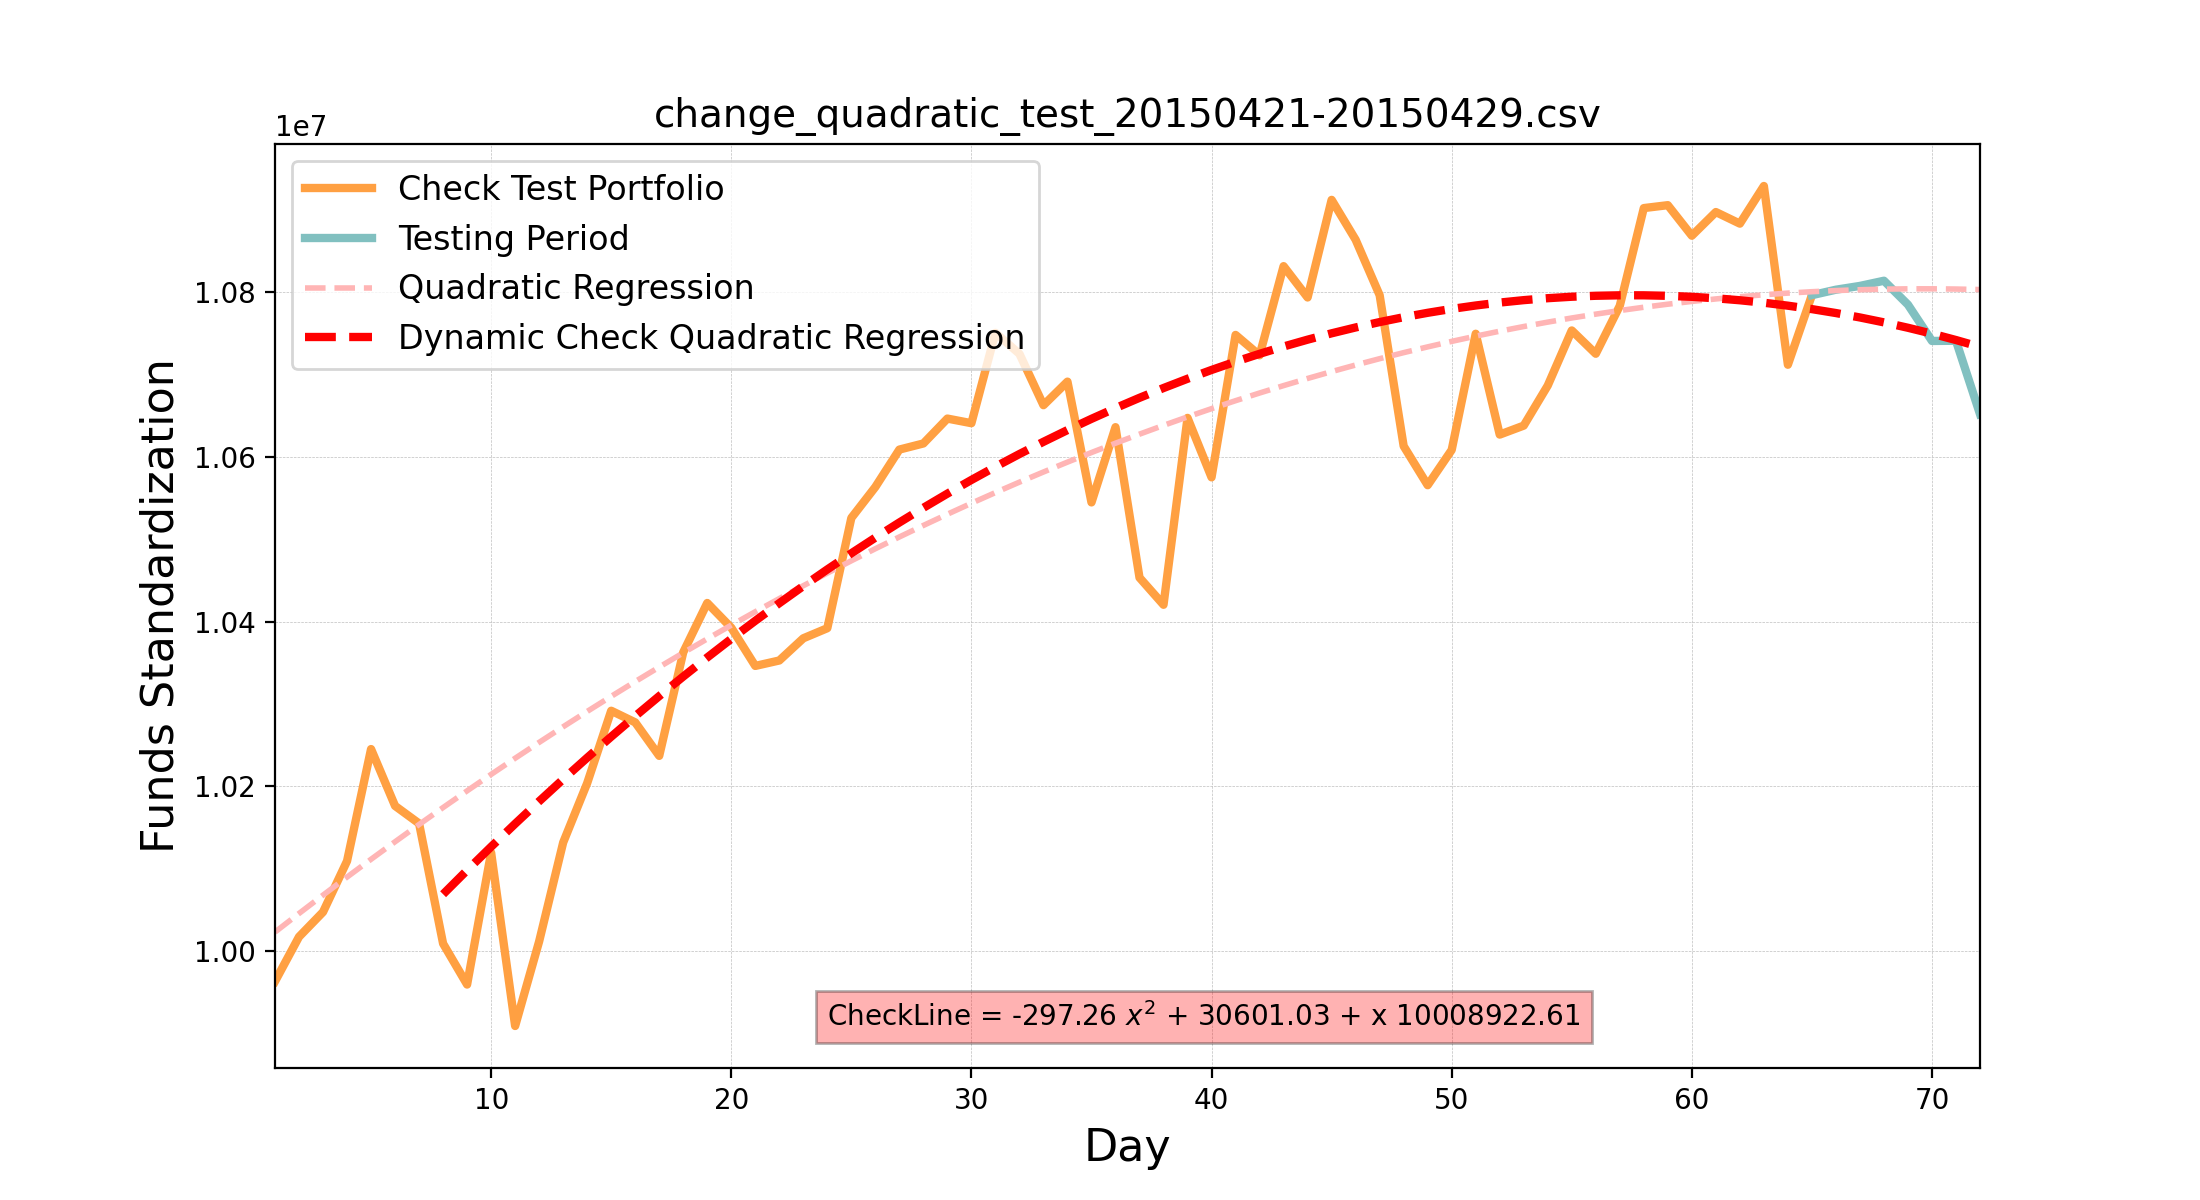 change_quadratic_test_20150421-20150429.csv
1e7
Check Test Portfolio
Testing Period
Quadratic Regression
Dynamic Check Quadratic Regression
Funds Standardization
1.08
1.06
1.04
1.02
1.00
CheckLine = -297.26 x² + 30601.03 + x 10008922.61
10 20 30 40 50 60 70
Day